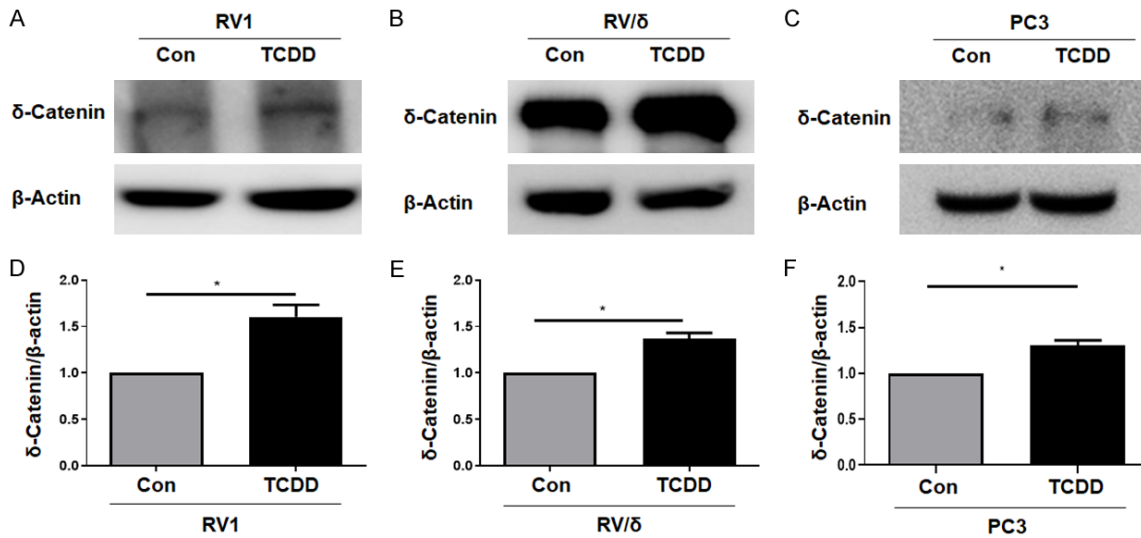 A
RV1
Con TCDD
δ-Catenin
β-Actin
B
RV/δ
Con TCDD
δ-Catenin
β-Actin
C
PC3
Con TCDD
δ-Catenin
β-Actin
D
δ-Catenin/β-actin
2.0
1.5
1.0
0.5
0.0
*
Con TCDD
RV1
E
δ-Catenin/β-actin
2.0
1.5
1.0
0.5
0.0
*
Con TCDD
RV/δ
F
δ-Catenin/β-actin
2.0
1.5
1.0
0.5
0.0
*
Con TCDD
PC3